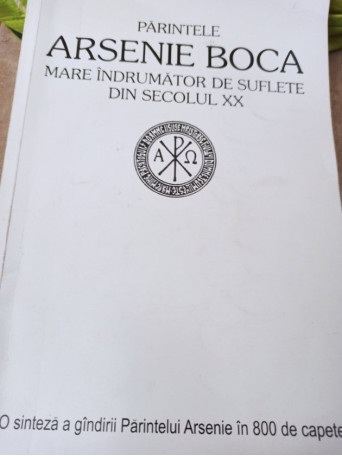 PĂRINTELE
ARSENIE BOCA
MARE ÎNDRUMĂTOR DE SUFLETE
DIN SECOLUL XX
Α Ω
O sinteză a gîndirii Părintelui Arsenie în 800 de capete